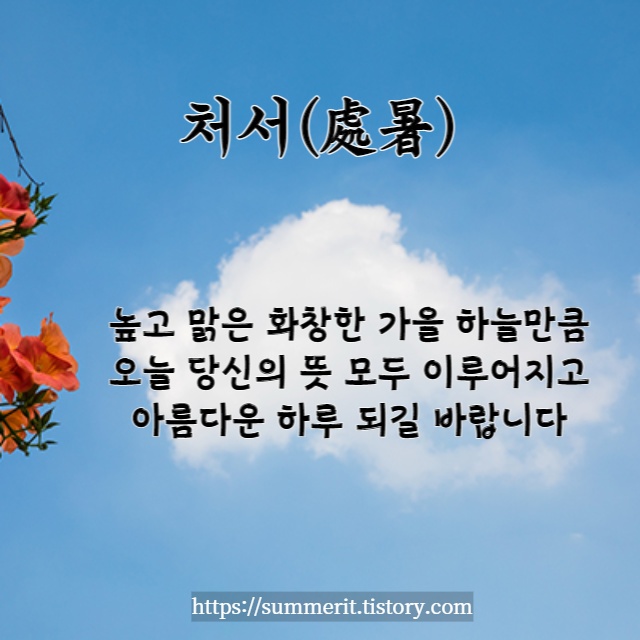 처서(處暑)
높고 맑은 화창한 가을 하늘만큼
오늘 당신의 뜻 모두 이루어지고
아름다운 하루 되길 바랍니다
https://summerit.tistory.com